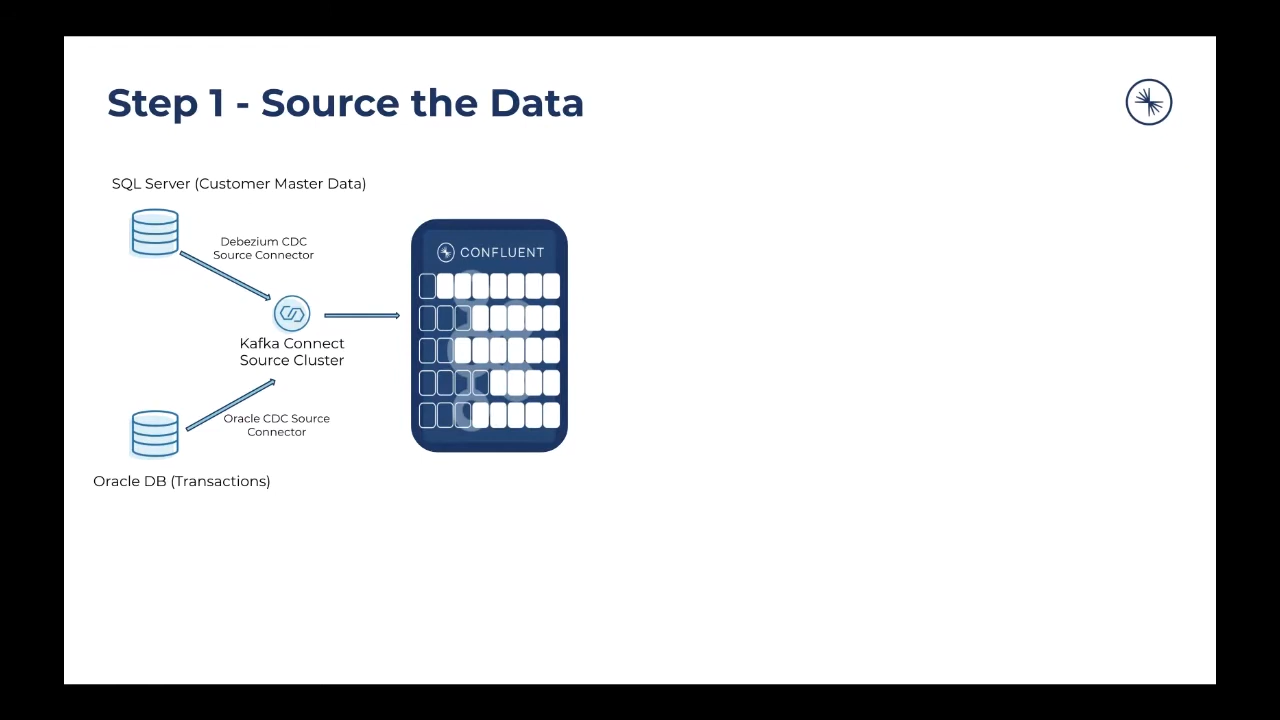 Step 1 - Source the Data
SQL Server (Customer Master Data)
Debezium CDC
Source Connector
CONFLUENT
Kafka Connect
Source Cluster
Oracle CDC Source
Connector
Oracle DB (Transactions)